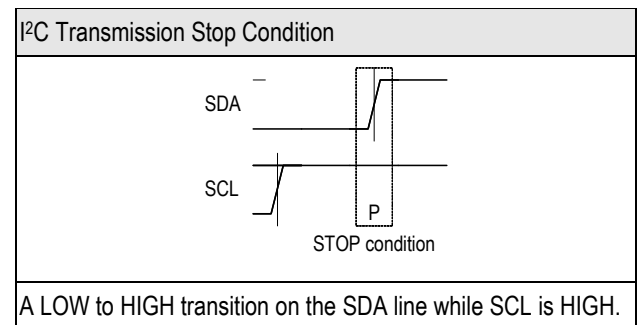 I²C Transmission Stop Condition
SDA
SCL
P
STOP condition
A LOW to HIGH transition on the SDA line while SCL is HIGH.